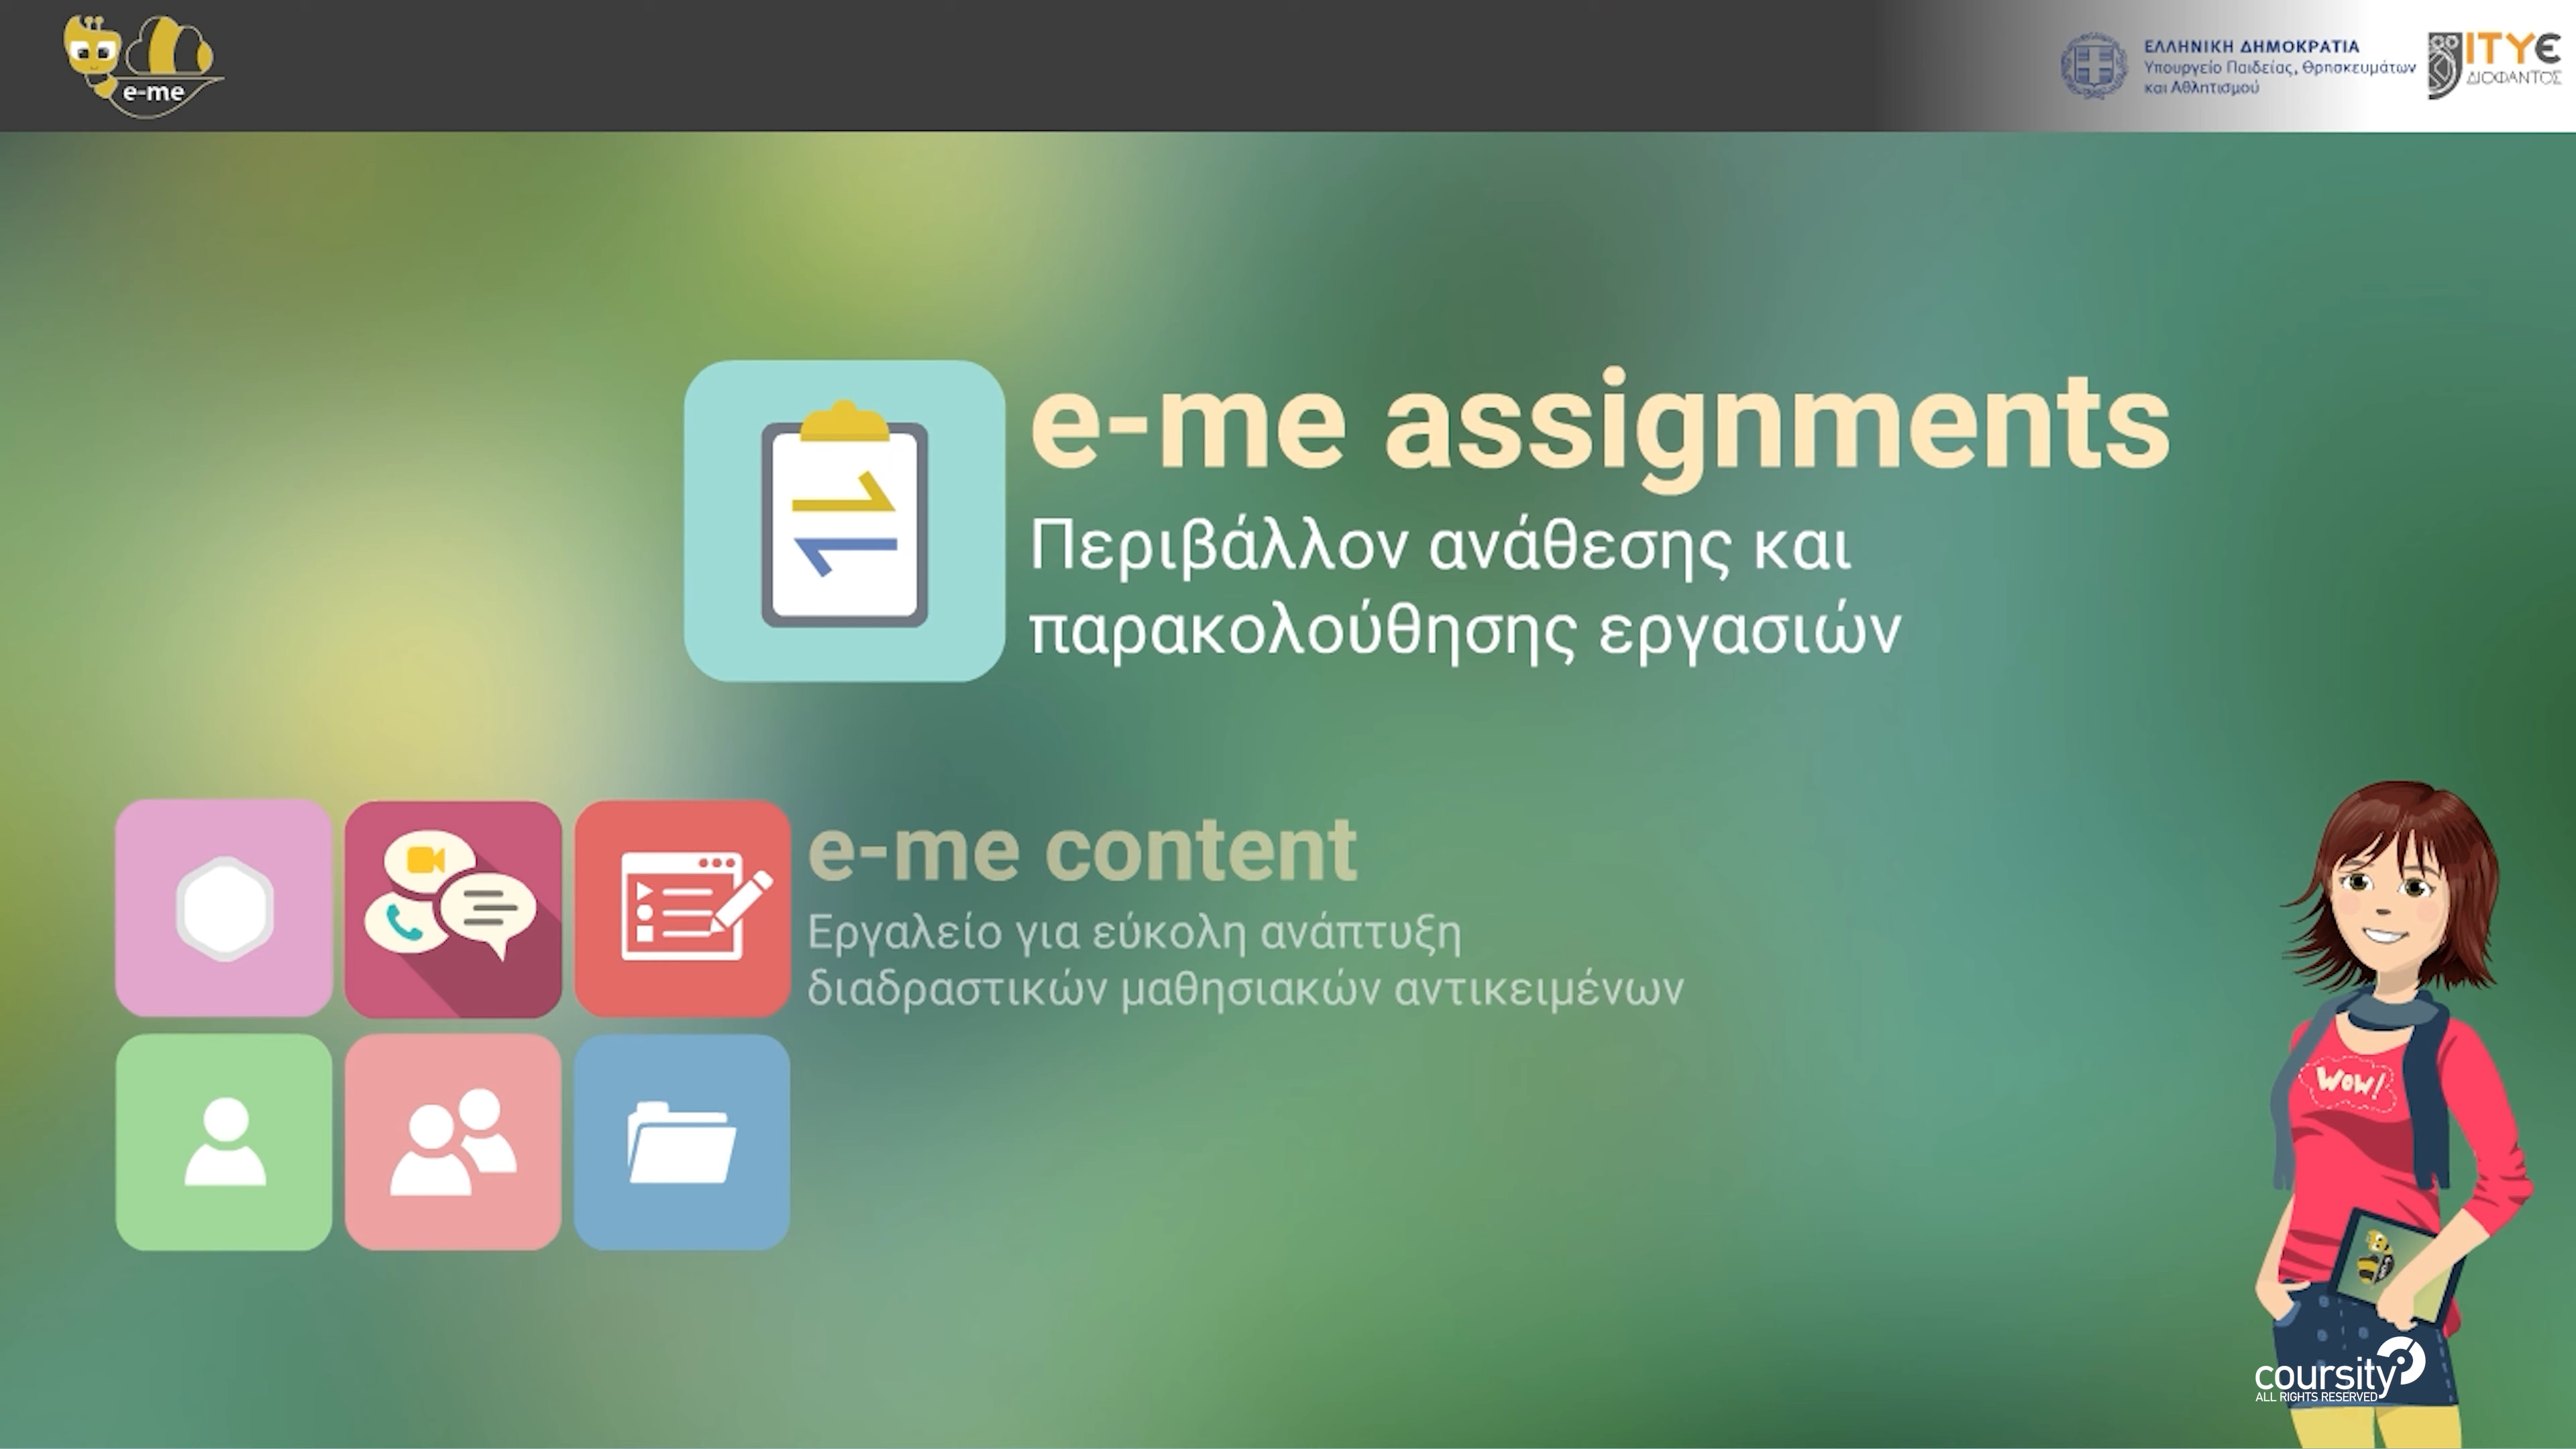 e-me
ΕΛΛΗΝΙΚΗ ΔΗΜΟΚΡΑΤΙΑ
Υπουργείο Παιδείας, Θρησκευμάτων
και Αθλητισμού
ΙΤΥΕ
ΔΙΟΦΑΝΤΟΣ
e-me assignments
Περιβάλλον ανάθεσης και
παρακολούθησης εργασιών
e-me content
Εργαλείο για εύκολη ανάπτυξη
διαδραστικών μαθησιακών αντικειμένων
WOW!
coursity
ALL RIGHTS RESERVED